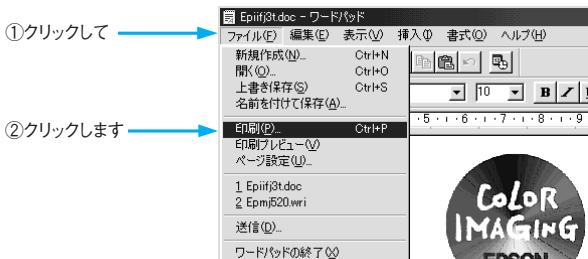 Epiifj3t.doc - ワードパッド
①クリックして
ファイル(F) 編集(E) 表示(V) 挿入(I) 書式(O) ヘルプ(H)
新規作成(N)... Ctrl+N
開く(O)... Ctrl+O
上書き保存(S) Ctrl+S
名前を付けて保存(A)...
10 B I
②クリックします
印刷(P)... Ctrl+P
·5·ı·6·ı·7·ı·8·ı·9
印刷プレビュー(V)
ページ設定(U)...
1 Epiifj3t.doc
2 Epmj520.wri
送信(D)...
ワードパッドの終了(X)
COLOR
IMAGING
EPSON